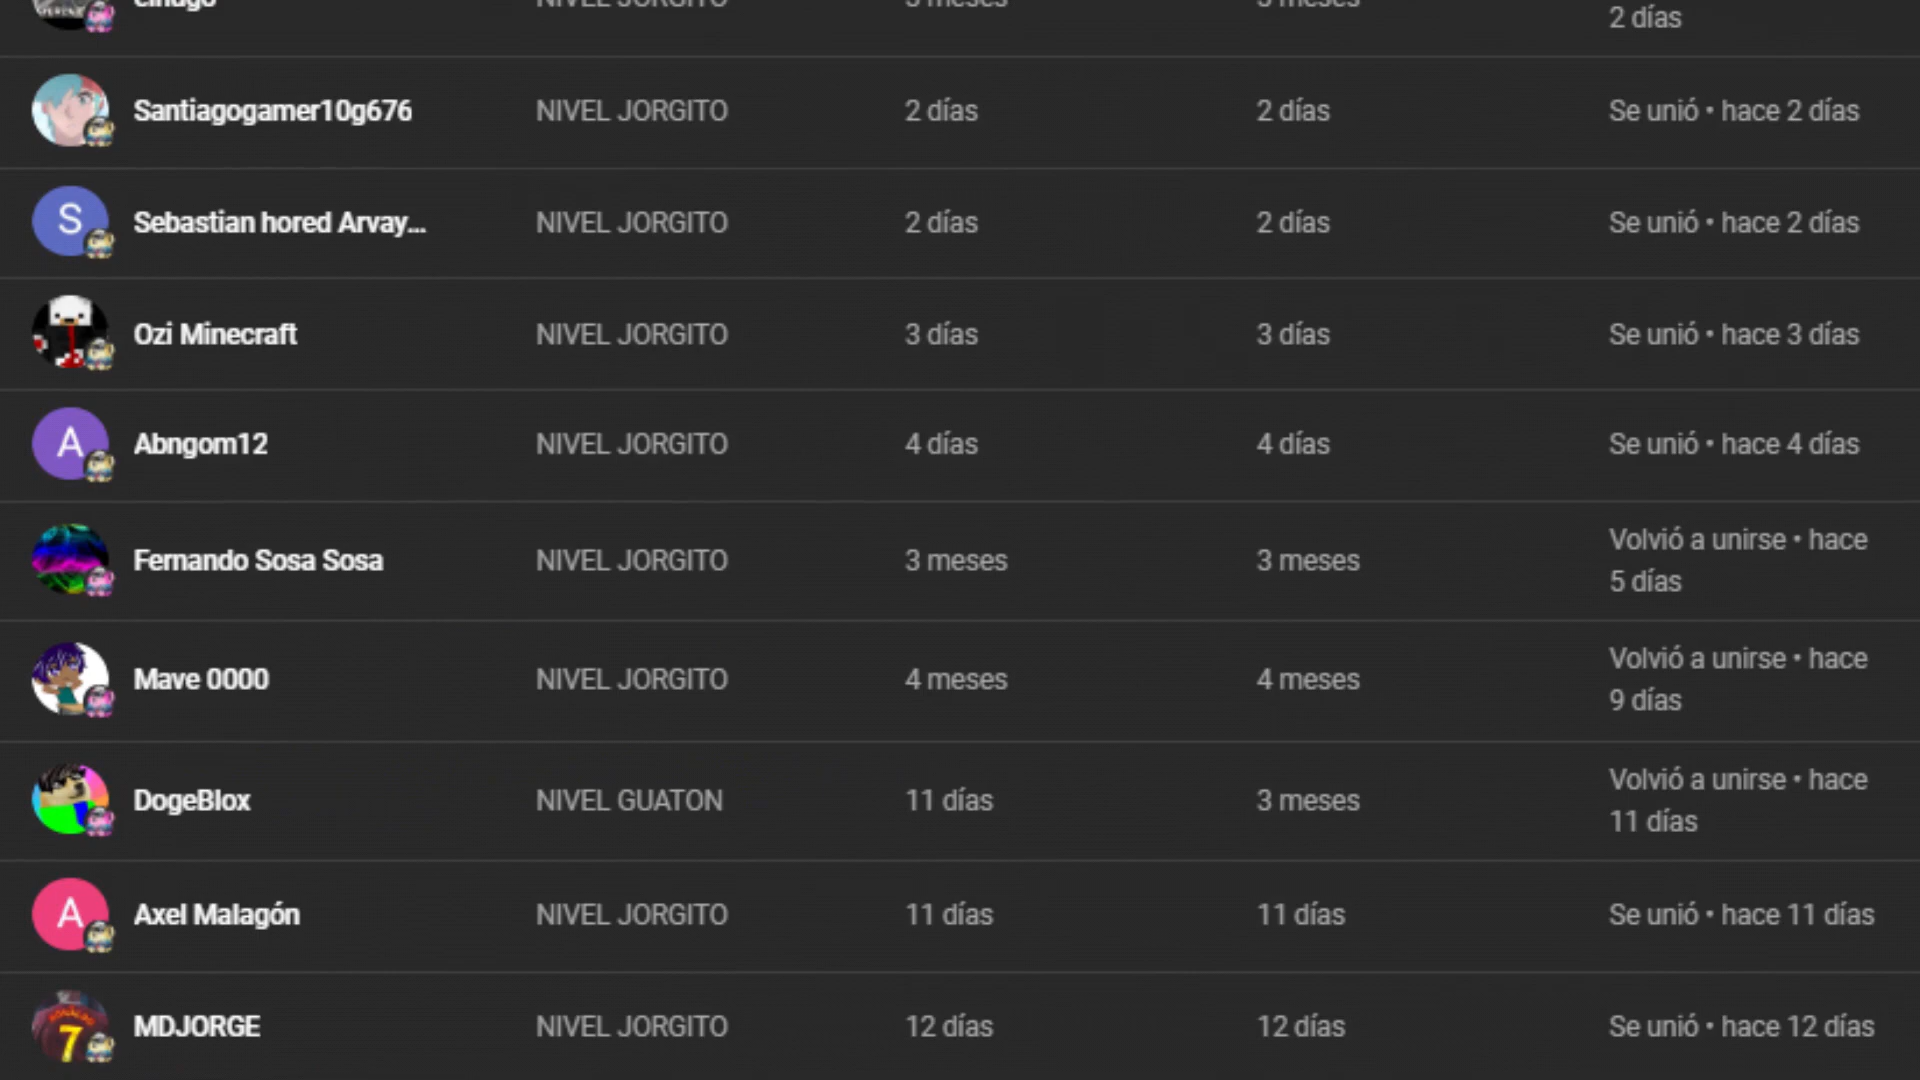 2 días
Santiagogamer10g676 NIVEL JORGITO 2 días 2 días Se unió • hace 2 días
S Sebastian hored Arvay... NIVEL JORGITO 2 días 2 días Se unió • hace 2 días
Ozi Minecraft NIVEL JORGITO 3 días 3 días Se unió • hace 3 días
A Abngom12 NIVEL JORGITO 4 días 4 días Se unió • hace 4 días
Fernando Sosa Sosa NIVEL JORGITO 3 meses 3 meses Volvió a unirse • hace
5 días
Mave 0000 NIVEL JORGITO 4 meses 4 meses Volvió a unirse • hace
9 días
DogeBlox NIVEL GUATON 11 días 3 meses Volvió a unirse • hace
11 días
A Axel Malagón NIVEL JORGITO 11 días 11 días Se unió • hace 11 días
7 MDJORGE NIVEL JORGITO 12 días 12 días Se unió • hace 12 días